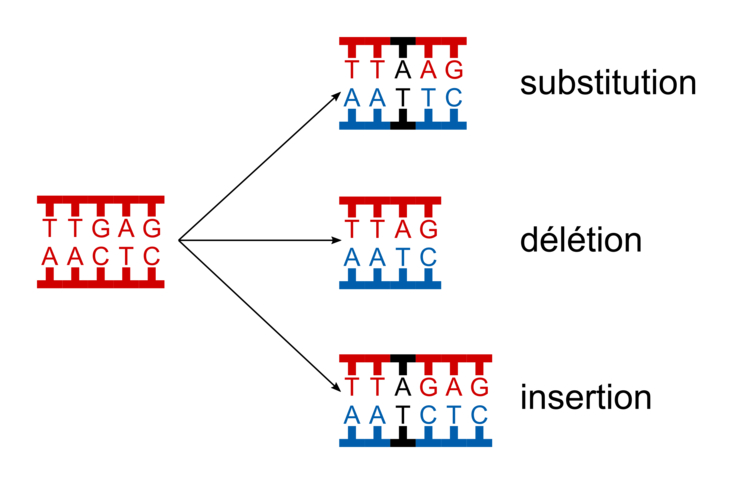 TTGAG
AACTC
TTAAG
AATTC
substitution
TTAG
AATC
délétion
TTAGAG
AATCTC
insertion